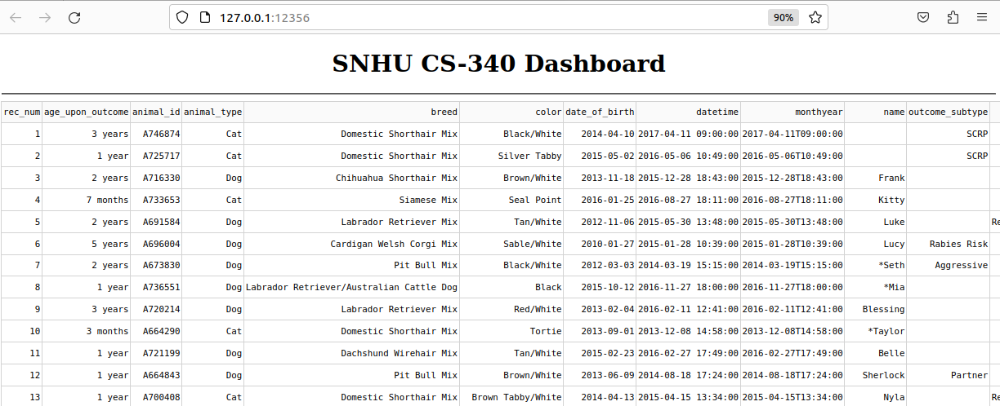 127.0.0.1:12356 90%
SNHU CS-340 Dashboard
rec_num age_upon_outcome animal_id animal_type breed color date_of_birth datetime monthyear name outcome_subtype
1 3 years A746874 Cat Domestic Shorthair Mix Black/White 2014-04-10 2017-04-11 09:00:00 2017-04-11T09:00:00 SCRP
2 1 year A725717 Cat Domestic Shorthair Mix Silver Tabby 2015-05-02 2016-05-06 10:49:00 2016-05-06T10:49:00 SCRP
3 2 years A716330 Dog Chihuahua Shorthair Mix Brown/White 2013-11-18 2015-12-28 18:43:00 2015-12-28T18:43:00 Frank
4 7 months A733653 Cat Siamese Mix Seal Point 2016-01-25 2016-08-27 18:11:00 2016-08-27T18:11:00 Kitty
5 2 years A691584 Dog Labrador Retriever Mix Tan/White 2012-11-06 2015-05-30 13:48:00 2015-05-30T13:48:00 Luke Re
6 5 years A696004 Dog Cardigan Welsh Corgi Mix Sable/White 2010-01-27 2015-01-28 10:39:00 2015-01-28T10:39:00 Lucy Rabies Risk
7 2 years A673830 Dog Pit Bull Mix Black/White 2012-03-03 2014-03-19 15:15:00 2014-03-19T15:15:00 *Seth Aggressive
8 1 year A736551 Dog Labrador Retriever/Australian Cattle Dog Black 2015-10-12 2016-11-27 18:00:00 2016-11-27T18:00:00 *Mia
9 3 years A720214 Dog Labrador Retriever Mix Red/White 2013-02-04 2016-02-11 12:41:00 2016-02-11T12:41:00 Blessing
10 3 months A664290 Cat Domestic Shorthair Mix Tortie 2013-09-01 2013-12-08 14:58:00 2013-12-08T14:58:00 *Taylor
11 1 year A721199 Dog Dachshund Wirehair Mix Tan/White 2015-02-23 2016-02-27 17:49:00 2016-02-27T17:49:00 Belle
12 1 year A664843 Dog Pit Bull Mix Brown/White 2013-06-09 2014-08-18 17:24:00 2014-08-18T17:24:00 Sherlock Partner
13 1 year A700408 Cat Domestic Shorthair Mix Brown Tabby/White 2014-04-13 2015-04-15 13:34:00 2015-04-15T13:34:00 Nyla Re